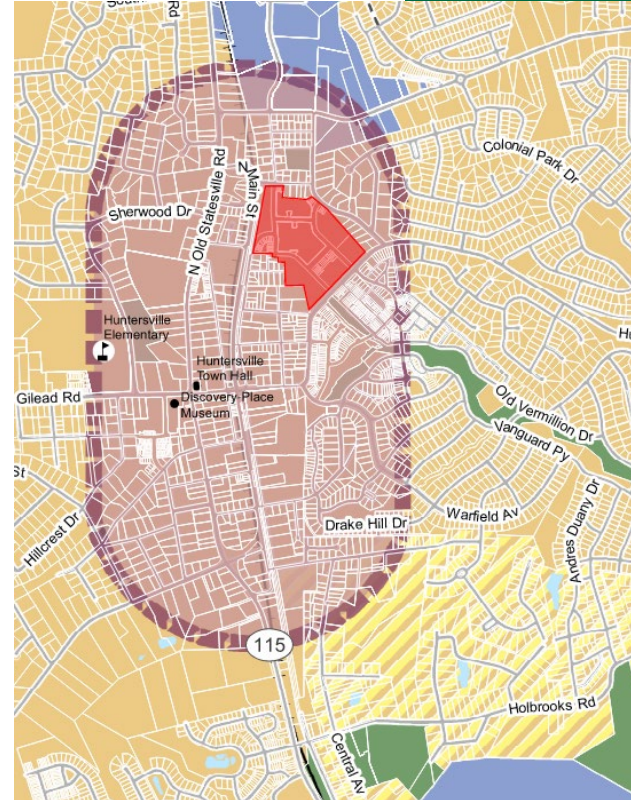 Rd
Colonial Park Dr
N
Main St
N Old Statesville Rd
Sherwood Dr
Huntersville
Elementary
Huntersville
Town Hall
Discovery Place
Museum
Gilead Rd
Old Vermillion Dr
Vanguard Py
St
Warfield Av
Drake Hill Dr
Hillcrest Dr
Andres Duany Dr
115
Holbrooks Rd
Central Av